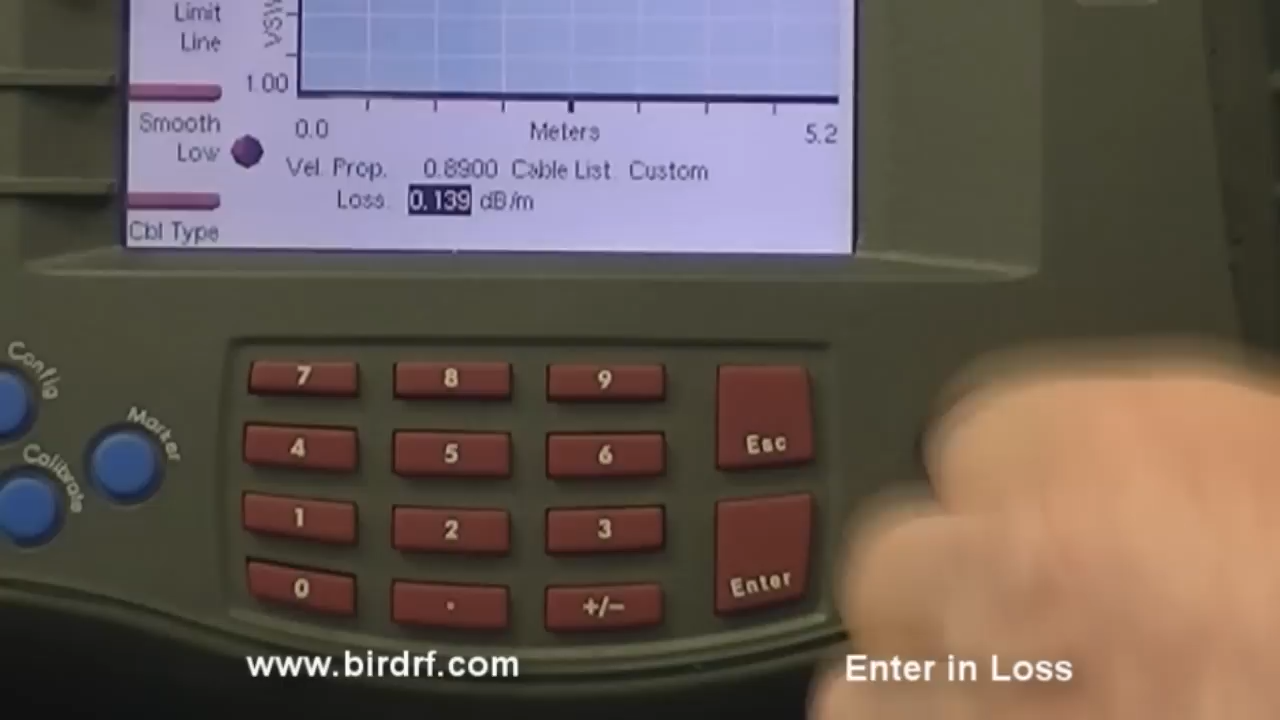 Limit
Line
VSW
1.00
Smooth
Low
0.0 Meters 5.2
Vel. Prop. 0.8900 Cable List Custom
Loss 0.139 dB/m
Cbl Type
Config
Marker
Calibrate
7 8 9 Esc
4 5 6
1 2 3 Enter
0 . +/-
www.birdrf.com
Enter in Loss